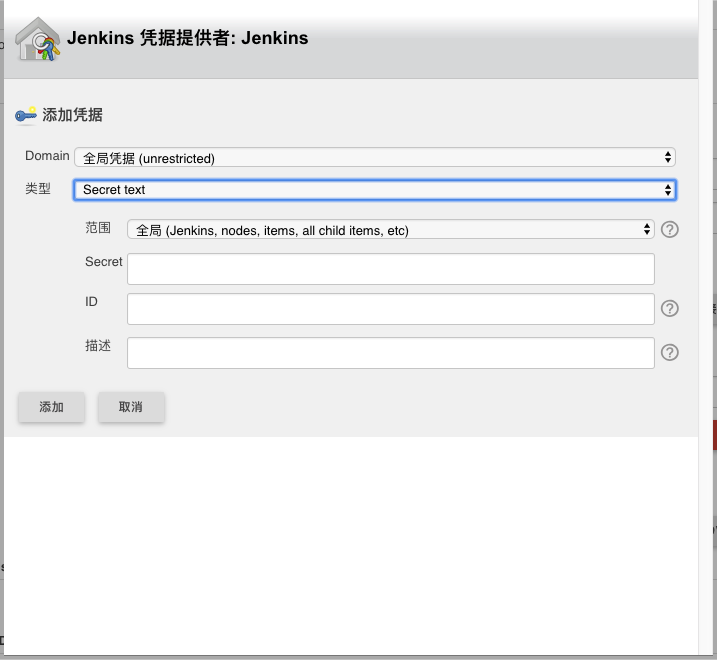 Jenkins 凭据提供者: Jenkins
添加凭据
Domain 全局凭据 (unrestricted)
类型 Secret text
范围 全局 (Jenkins, nodes, items, all child items, etc)
Secret
ID
描述
添加 取消